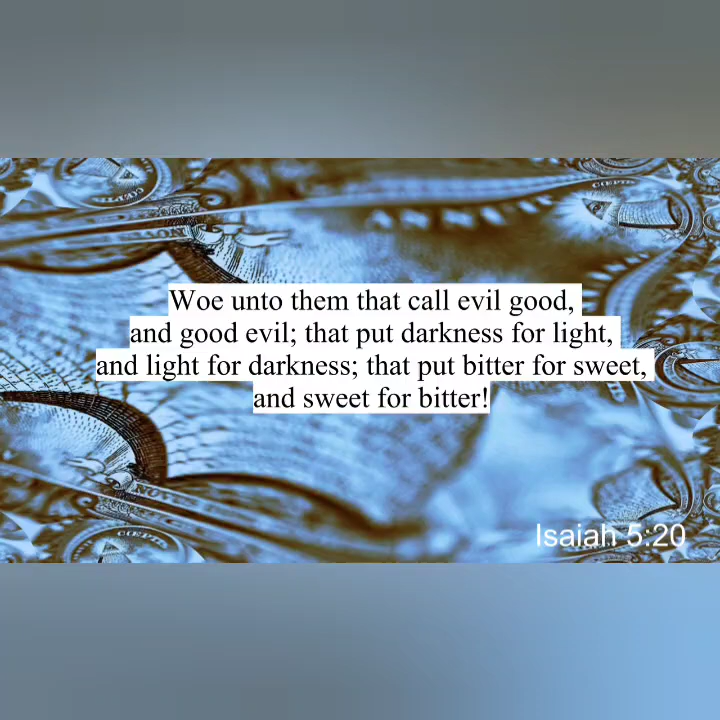 Woe unto them that call evil good,
and good evil; that put darkness for light,
and light for darkness; that put bitter for sweet,
and sweet for bitter!
Isaiah 5:20